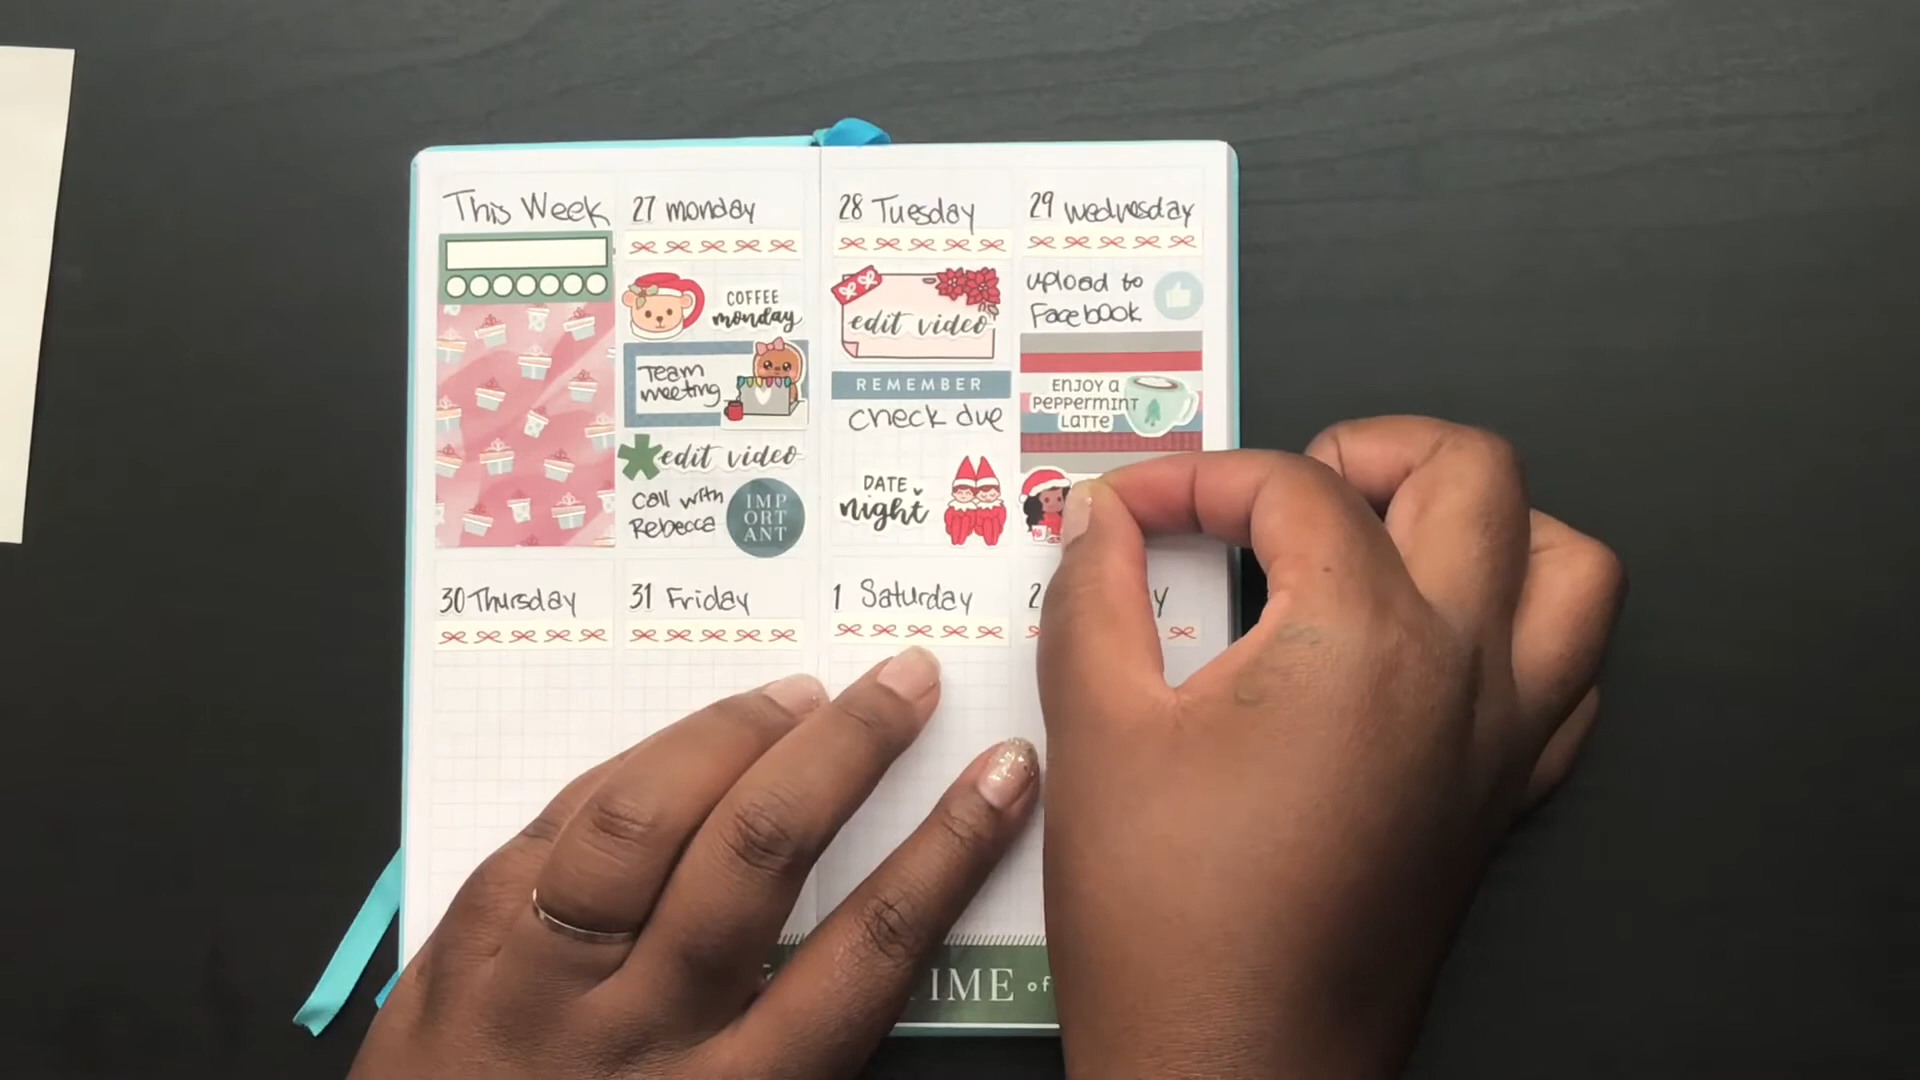 This Week
27 monday
COFFEE
monday
Team
meeting
edit video
Call with
Rebecca
IMP
ORT
ANT
28 Tuesday
edit video
REMEMBER
check due
DATE
night
29 wednesday
upload to
Facebook
ENJOY a
PEPPERMINT
LATTE
30 Thursday
31 Friday
1 Saturday
of